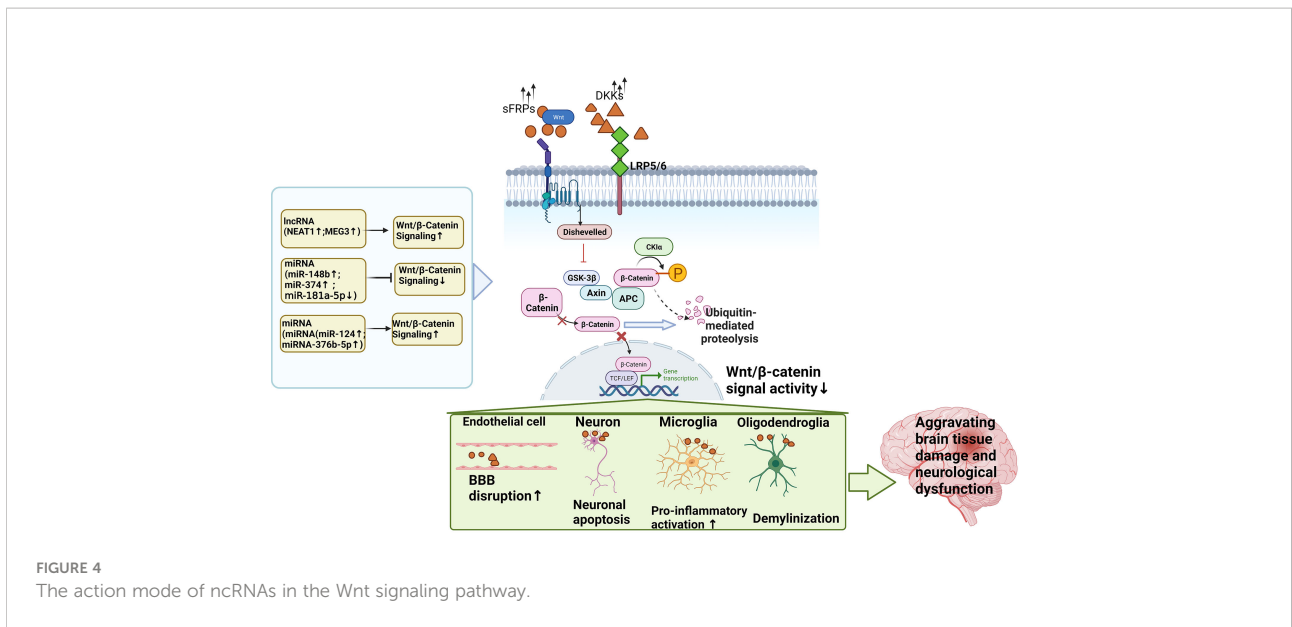 sFRPs
Wnt
DKKs
LRP5/6
lncRNA
(NEAT1↑;MEG3↑)
Wnt/β-Catenin
Signaling↑
miRNA
(miR-148b↑;
miR-374↑ ;
miR-181a-5p↓)
Wnt/β-Catenin
Signaling↓
miRNA
(miRNA(miR-124↑;
miRNA-376b-5p↑)
Wnt/β-Catenin
Signaling↑
Dishevelled
CKIα
GSK-3β
β-Catenin
P
Axin
APC
β-
Catenin
β-Catenin
Ubiquitin-
mediated
proteolysis
β-Catenin
TCF/LEF
Gene
transcription
Wnt/β-catenin
signal activity↓
Endothelial cell
Neuron
Microglia
Oligodendroglia
BBB
disruption↑
Neuronal
apoptosis
Pro-inflammatory
activation ↑
Demylinization
Aggravating
brain tissue
damage and
neurological
dysfunction
FIGURE 4
The action mode of ncRNAs in the Wnt signaling pathway.